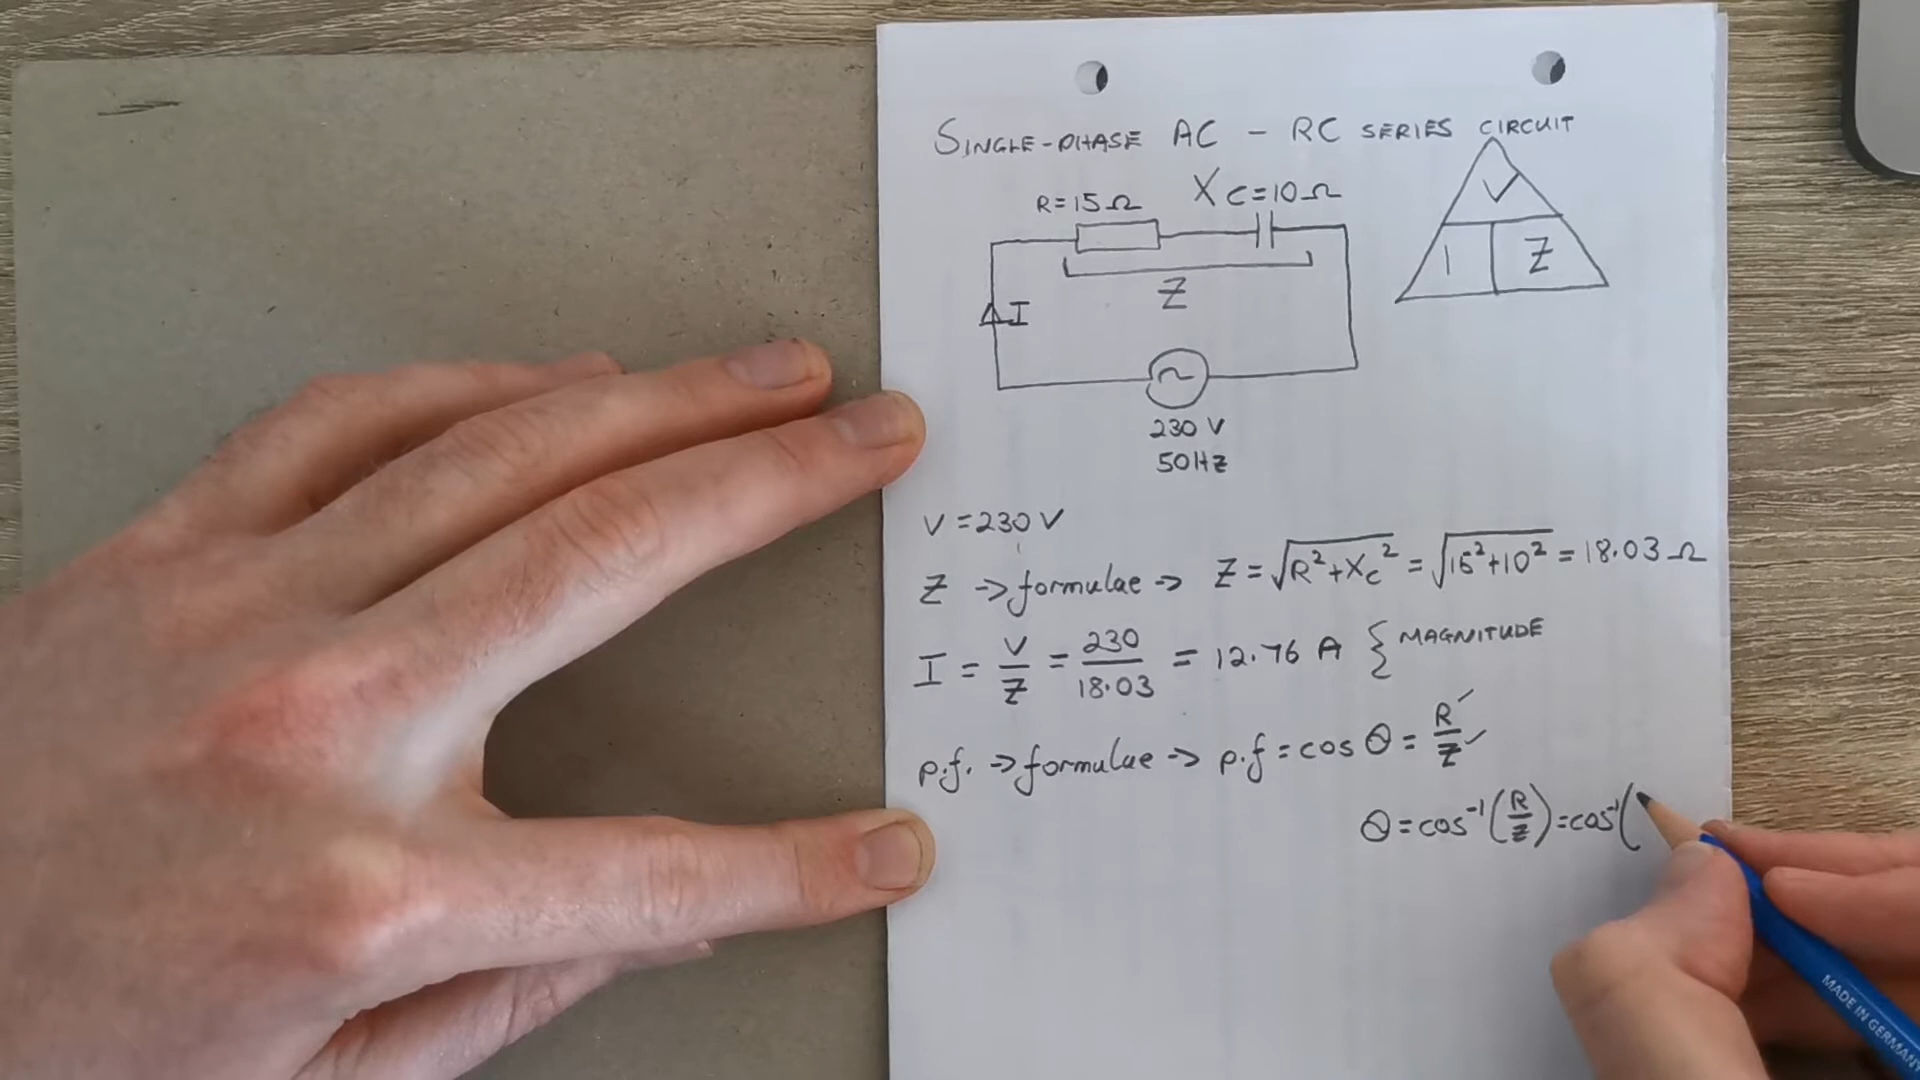 SINGLE-PHASE AC - RC SERIES CIRCUIT
R=15Ω XC=10Ω
V
I Z
Z
I
230 V
50Hz
V = 230 V
Z -> formulae -> Z = √R²+Xc² = √15²+10² = 18.03 Ω
I = V/Z = 230/18.03 = 12.76 A { MAGNITUDE
p.f. -> formulae -> p.f = cos θ = R/Z
θ = cos⁻¹(R/Z) = cos⁻¹(
MADE IN GERMANY